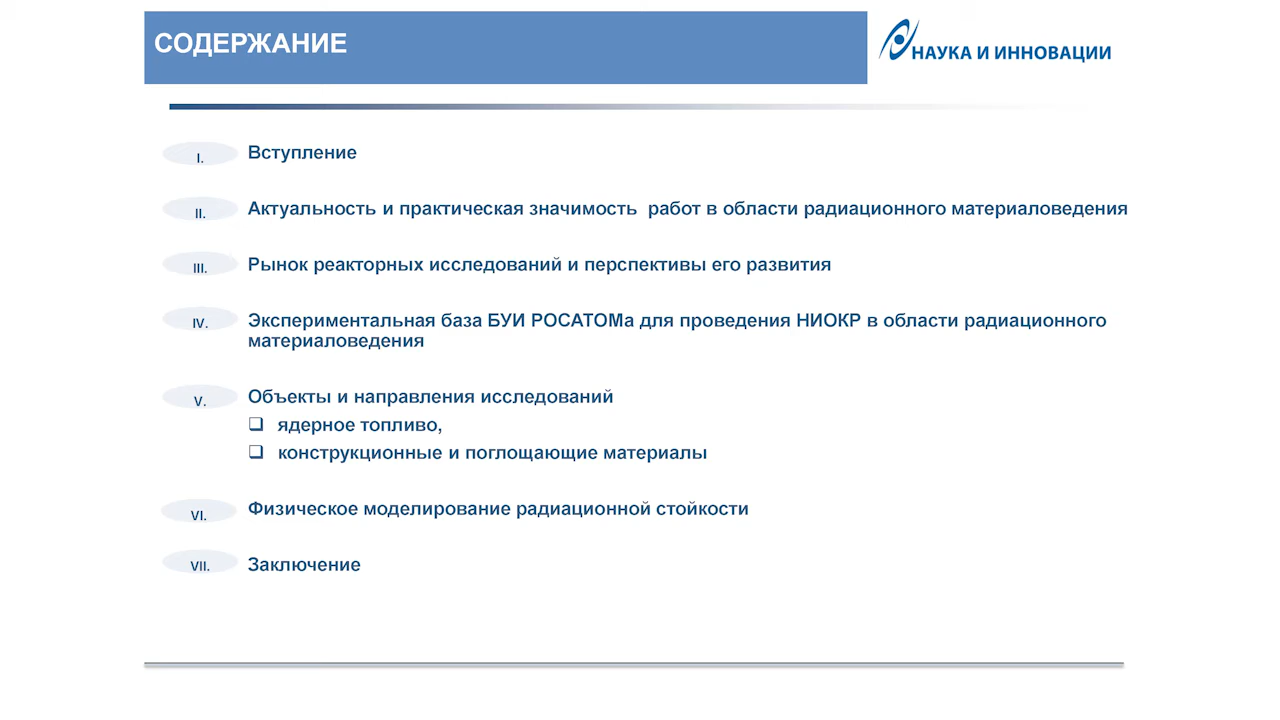 СОДЕРЖАНИЕ
НАУКА И ИННОВАЦИИ
I. Вступление
II. Актуальность и практическая значимость работ в области радиационного материаловедения
III. Рынок реакторных исследований и перспективы его развития
IV. Экспериментальная база БУИ РОСАТОМа для проведения НИОКР в области радиационного
материаловедения
V. Объекты и направления исследований
ядерное топливо,
конструкционные и поглощающие материалы
VI. Физическое моделирование радиационной стойкости
VII. Заключение